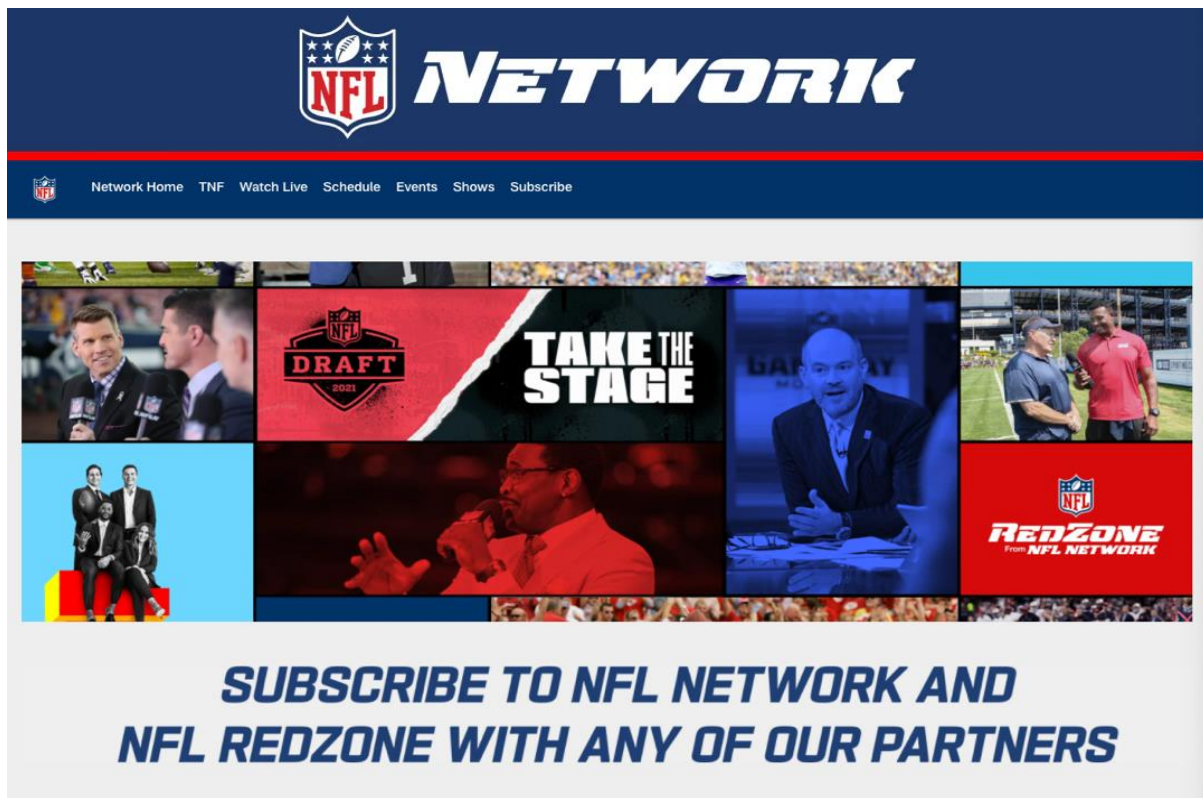 NFL NETWORK
NFL
Network Home TNF Watch Live Schedule Events Shows Subscribe
NFL
DRAFT
2021
TAKE THE
STAGE
NFL
REDZONE
From NFL NETWORK
SUBSCRIBE TO NFL NETWORK AND
NFL REDZONE WITH ANY OF OUR PARTNERS